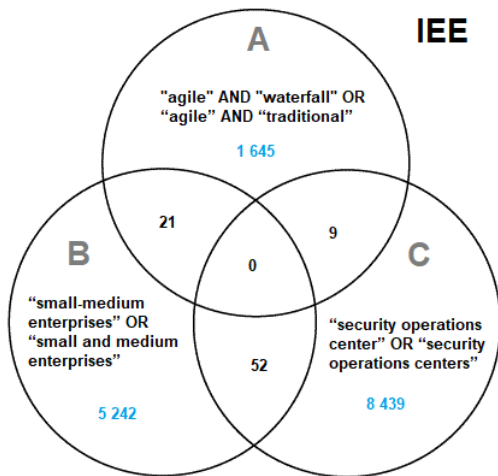 IEE
A
"agile" AND "waterfall" OR
“agile” AND “traditional”
1 645
21
9
B
0
C
“small-medium
enterprises” OR
“small and medium
enterprises”
“security operations
center” OR “security
operations centers”
52
5 242
8 439